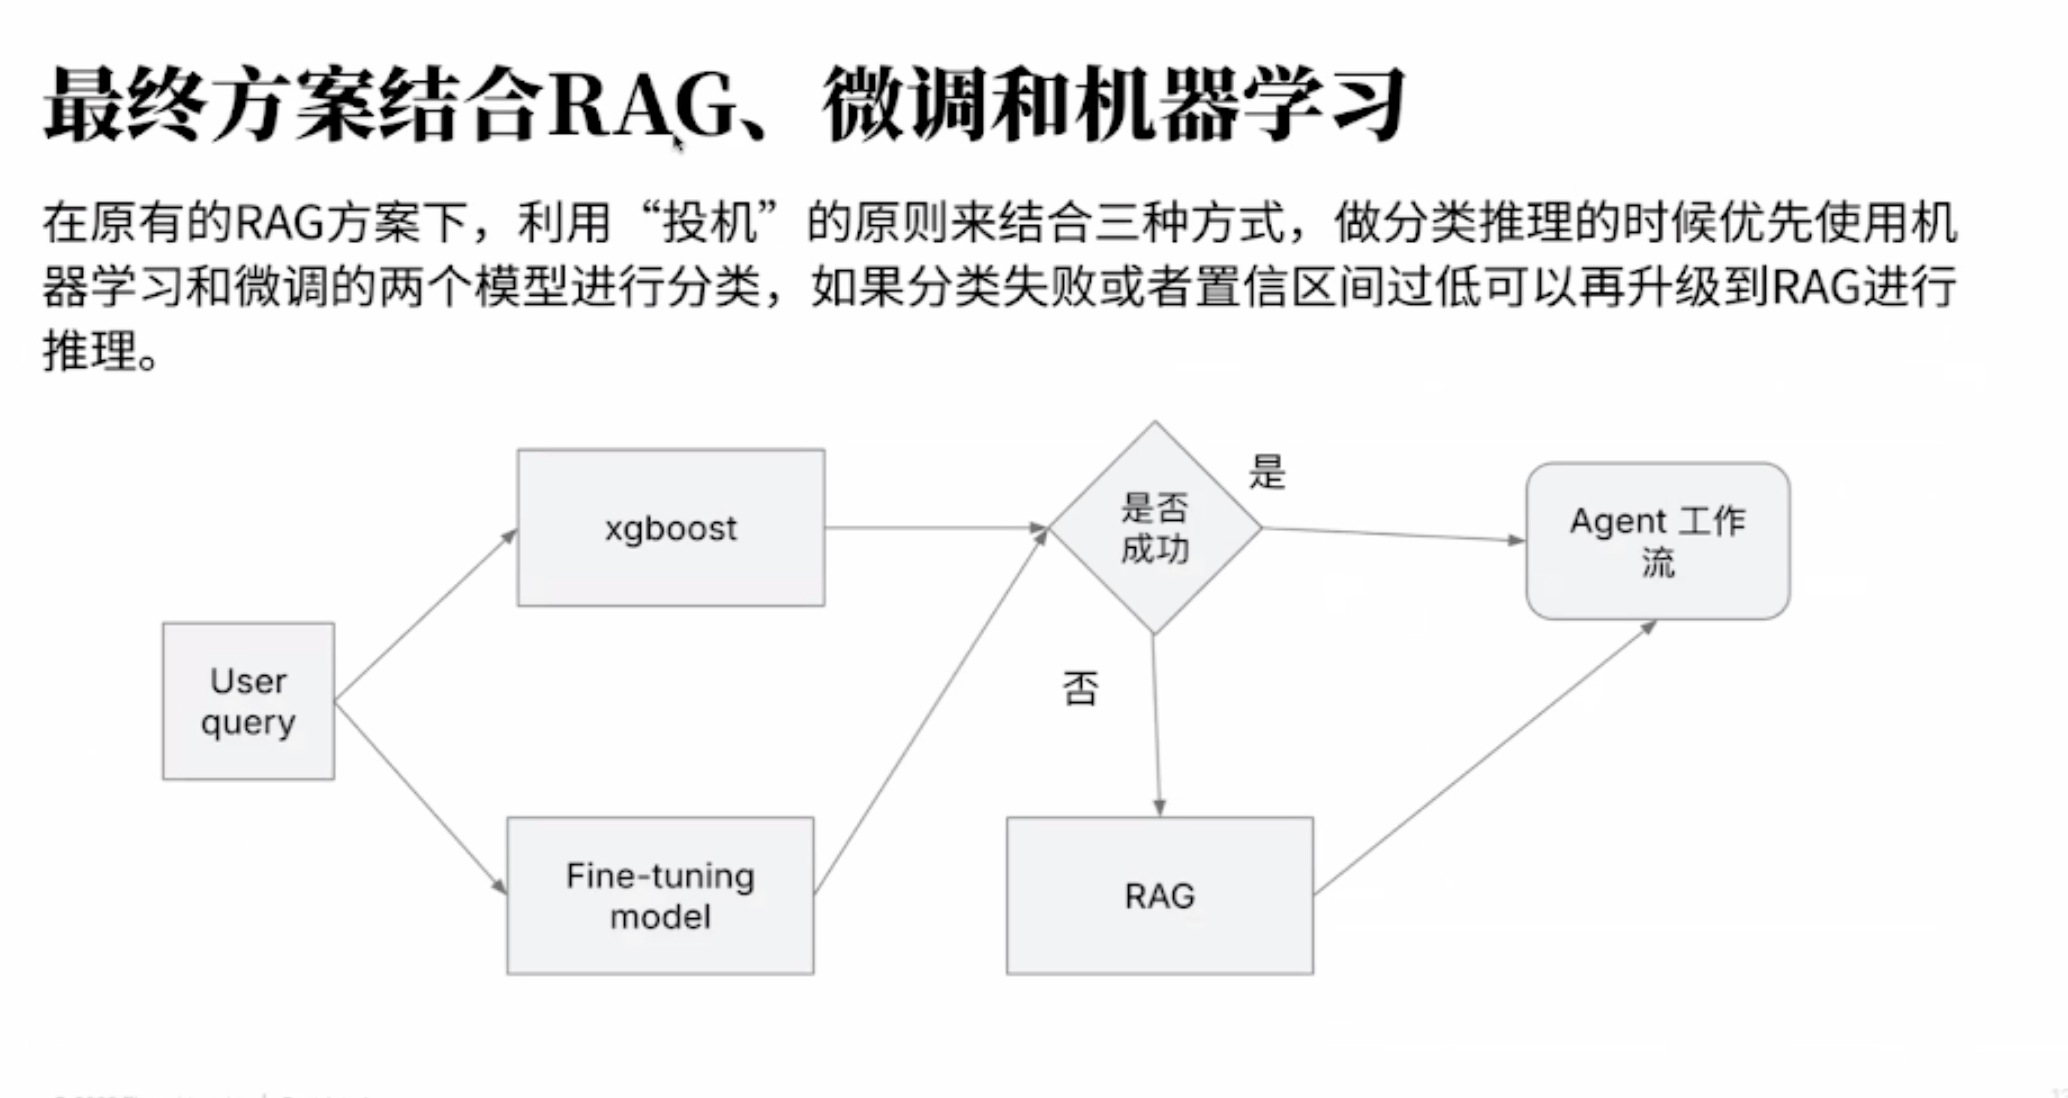 最终方案结合RAG、微调和机器学习
在原有的RAG方案下，利用“投机”的原则来结合三种方式，做分类推理的时候优先使用机
器学习和微调的两个模型进行分类，如果分类失败或者置信区间过低可以再升级到RAG进行
推理。
xgboost
是否
成功
是
Agent 工作
流
User
query
否
Fine-tuning
model
RAG